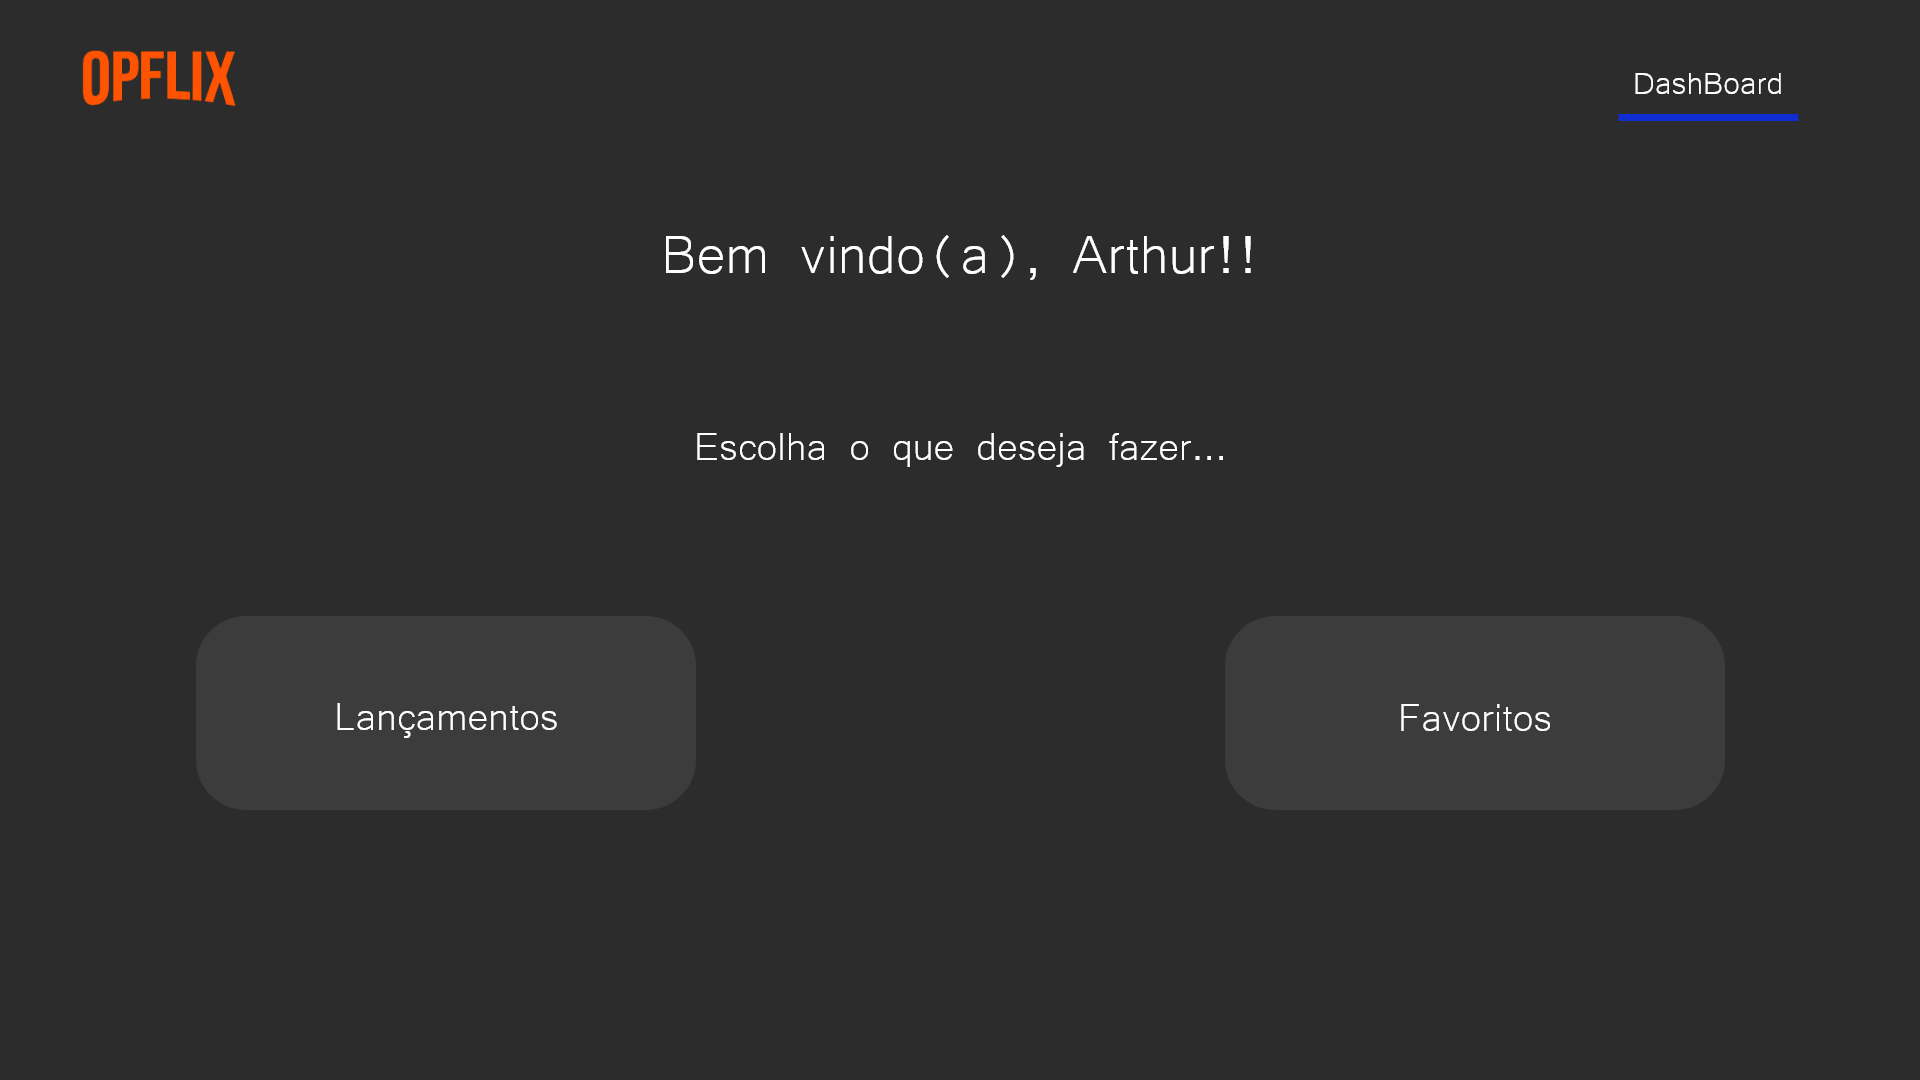 OPFLIX
DashBoard
Bem vindo(a), Arthur!!
Escolha o que deseja fazer...
Lançamentos
Favoritos